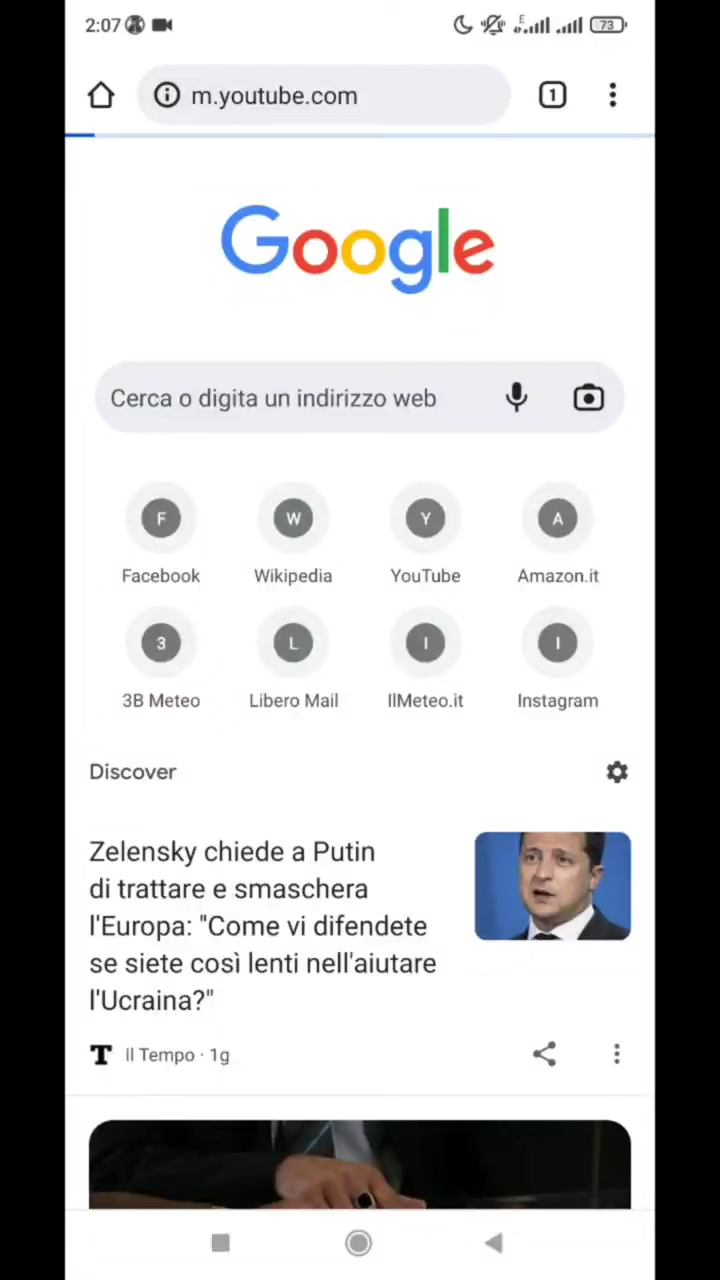 2:07 E 73
m.youtube.com 1
Google
Cerca o digita un indirizzo web
F W Y A
Facebook Wikipedia YouTube Amazon.it
3 L I I
3B Meteo Libero Mail IlMeteo.it Instagram
Discover
Zelensky chiede a Putin
di trattare e smaschera
l'Europa: "Come vi difendete
se siete così lenti nell'aiutare
l'Ucraina?"
T Il Tempo · 1g